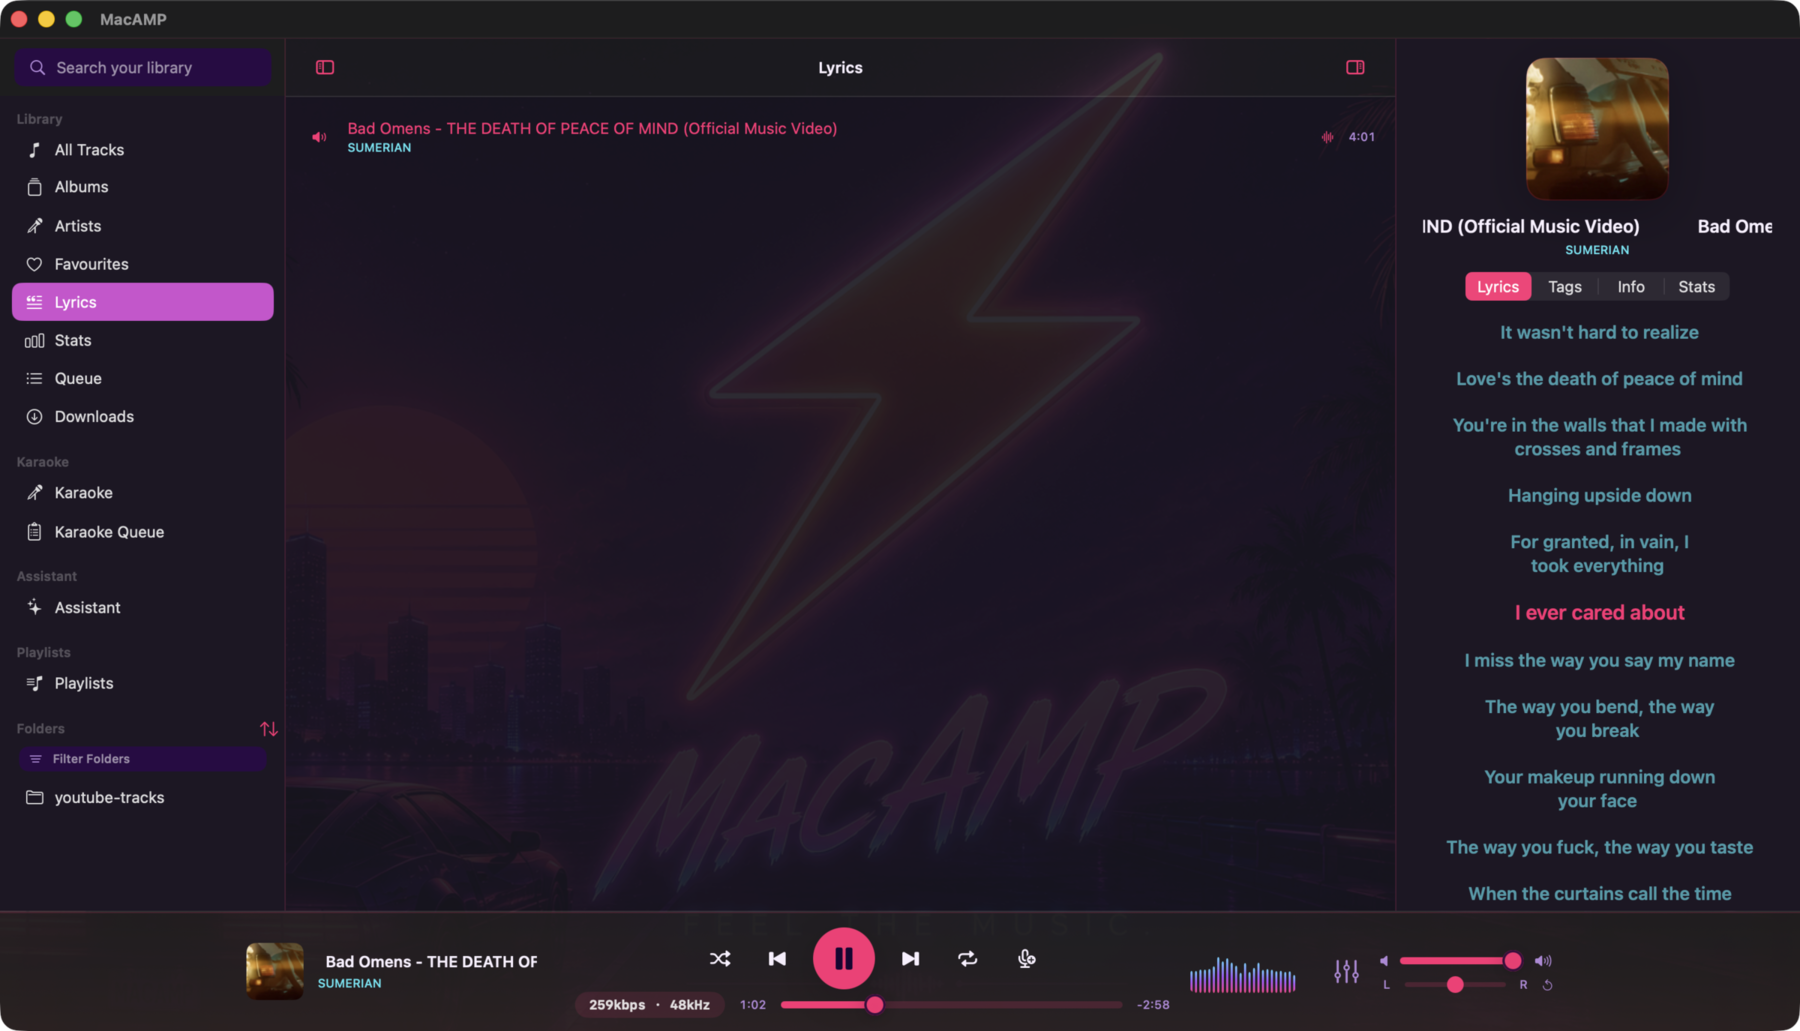 MacAMP
Search your library
Library
All Tracks
Albums
Artists
Favourites
Lyrics
Stats
Queue
Downloads
Karaoke
Karaoke
Karaoke Queue
Assistant
Assistant
Playlists
Playlists
Folders
Filter Folders
youtube-tracks
Lyrics
Bad Omens - THE DEATH OF PEACE OF MIND (Official Music Video)
SUMERIAN
4:01
MACAMP
FEEL THE MUSIC
IND (Official Music Video) Bad Ome
SUMERIAN
Lyrics Tags Info Stats
It wasn't hard to realize
Love's the death of peace of mind
You're in the walls that I made with
crosses and frames
Hanging upside down
For granted, in vain, I
took everything
I ever cared about
I miss the way you say my name
The way you bend, the way
you break
Your makeup running down
your face
The way you fuck, the way you taste
When the curtains call the time
Bad Omens - THE DEATH OF
SUMERIAN
259kbps · 48kHz
1:02
-2:58
L R